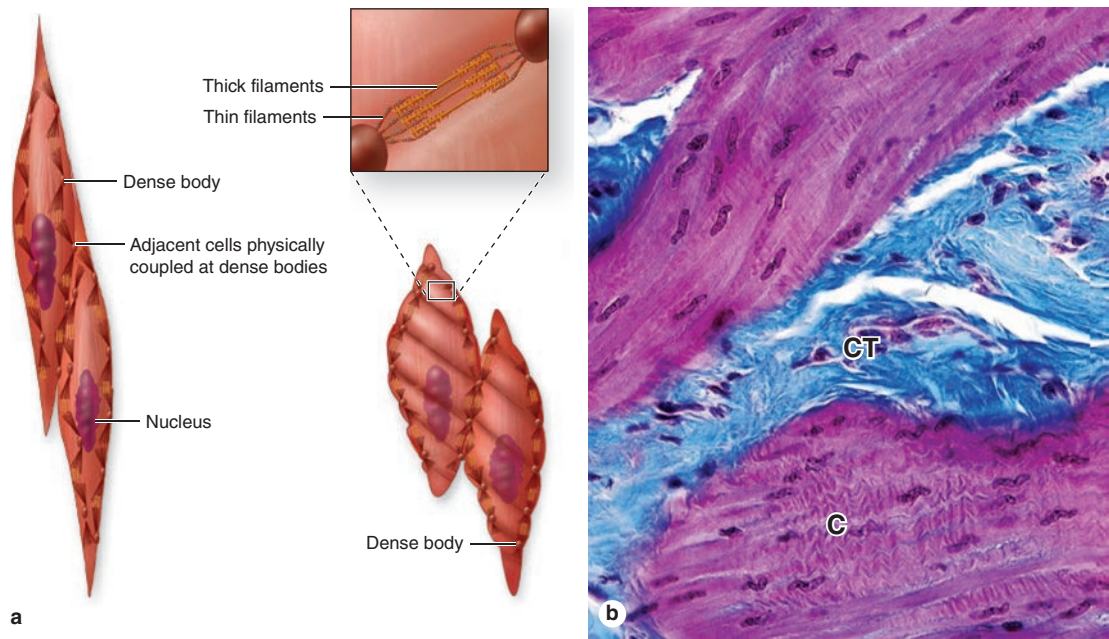 Thick filaments
Thin filaments
Dense body
Adjacent cells physically
coupled at dense bodies
Nucleus
Dense body
a
CT
C
b